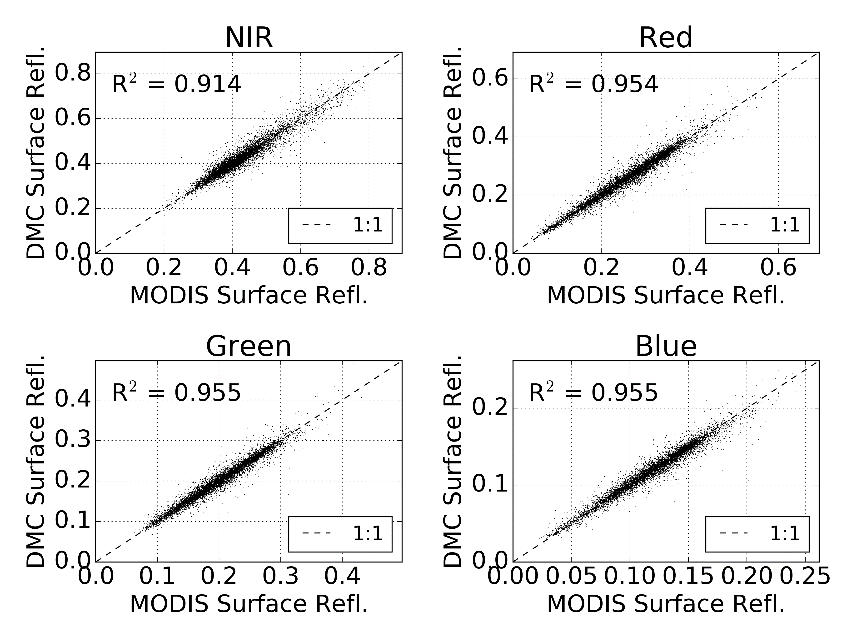 NIR
R² = 0.914
0.8
0.6
0.4
0.2
0.0
DMC Surface Refl.
1:1
0.0 0.2 0.4 0.6 0.8
MODIS Surface Refl.
Red
R² = 0.954
0.6
0.4
0.2
0.0
DMC Surface Refl.
1:1
0.0 0.2 0.4 0.6
MODIS Surface Refl.
Green
R² = 0.955
0.4
0.3
0.2
0.1
0.0
DMC Surface Refl.
1:1
0.0 0.1 0.2 0.3 0.4
MODIS Surface Refl.
Blue
R² = 0.955
0.2
0.1
0.0
DMC Surface Refl.
1:1
0.00 0.05 0.10 0.15 0.20 0.25
MODIS Surface Refl.